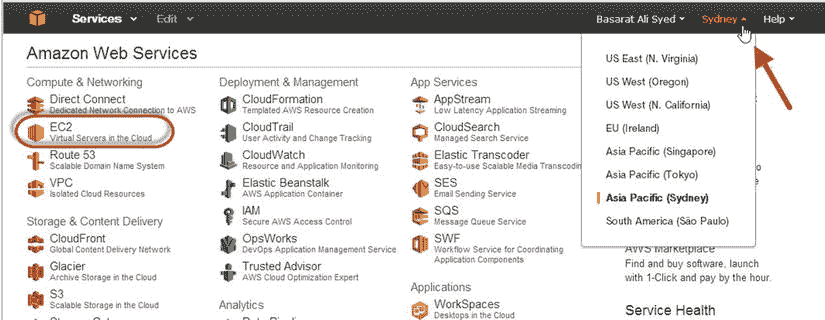 Services Edit Basarat Ali Syed Sydney Help
Amazon Web Services
Compute & Networking
Direct Connect
Dedicated Network Connection to AWS
EC2
Virtual Servers in the Cloud
Route 53
Scalable Domain Name System
VPC
Isolated Cloud Resources
Storage & Content Delivery
CloudFront
Global Content Delivery Network
Glacier
Archive Storage in the Cloud
S3
Scalable Storage in the Cloud
Deployment & Management
CloudFormation
Templated AWS Resource Creation
CloudTrail
User Activity and Change Tracking
CloudWatch
Resource and Application Monitoring
Elastic Beanstalk
AWS Application Container
IAM
Secure AWS Access Control
OpsWorks
DevOps Application Management Service
Trusted Advisor
AWS Cloud Optimization Expert
Analytics
App Services
AppStream
Low Latency Application Streaming
CloudSearch
Managed Search Service
Elastic Transcoder
Easy-to-use Scalable Media Transcoding
SES
Email Sending Service
SQS
Message Queue Service
SWF
Workflow Service for Coordinating
Application Components
Applications
WorkSpaces
Desktops in the Cloud
US East (N. Virginia)
US West (Oregon)
US West (N. California)
EU (Ireland)
Asia Pacific (Singapore)
Asia Pacific (Tokyo)
Asia Pacific (Sydney)
South America (São Paulo)
AWS Marketplace
Find and buy software, launch
with 1-Click and pay by the hour.
Service Health